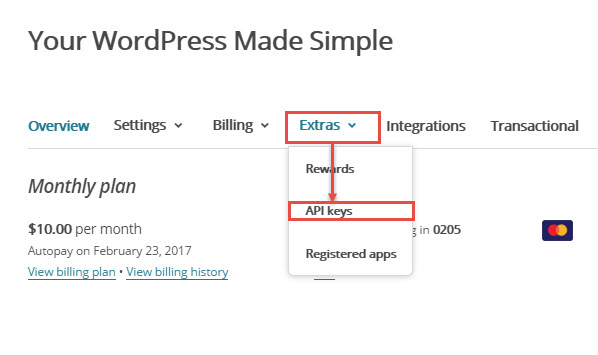 Your WordPress Made Simple
Overview Settings Billing Extras Integrations Transactional
Rewards
Monthly plan
API keys
$10.00 per month in 0205
Autopay on February 23, 2017
Registered apps
View billing plan • View billing history